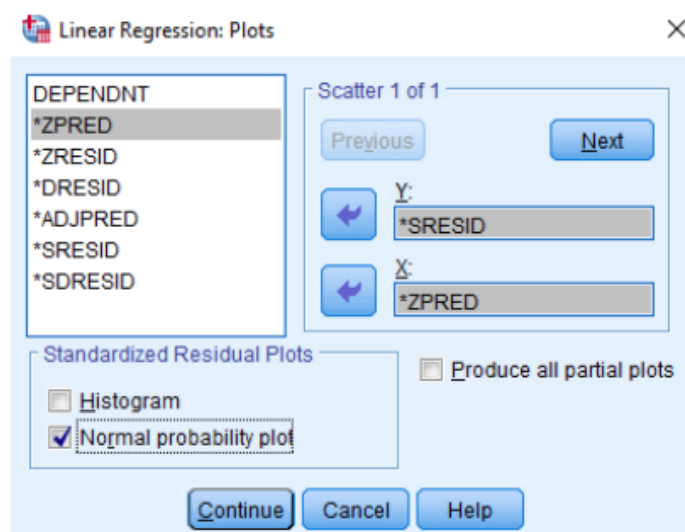 Linear Regression: Plots
DEPENDNT
*ZPRED
*ZRESID
*DRESID
*ADJPRED
*SRESID
*SDRESID
Scatter 1 of 1
Previous
Next
Y:
*SRESID
X:
*ZPRED
Standardized Residual Plots
Histogram
Normal probability plot
Produce all partial plots
Continue
Cancel
Help